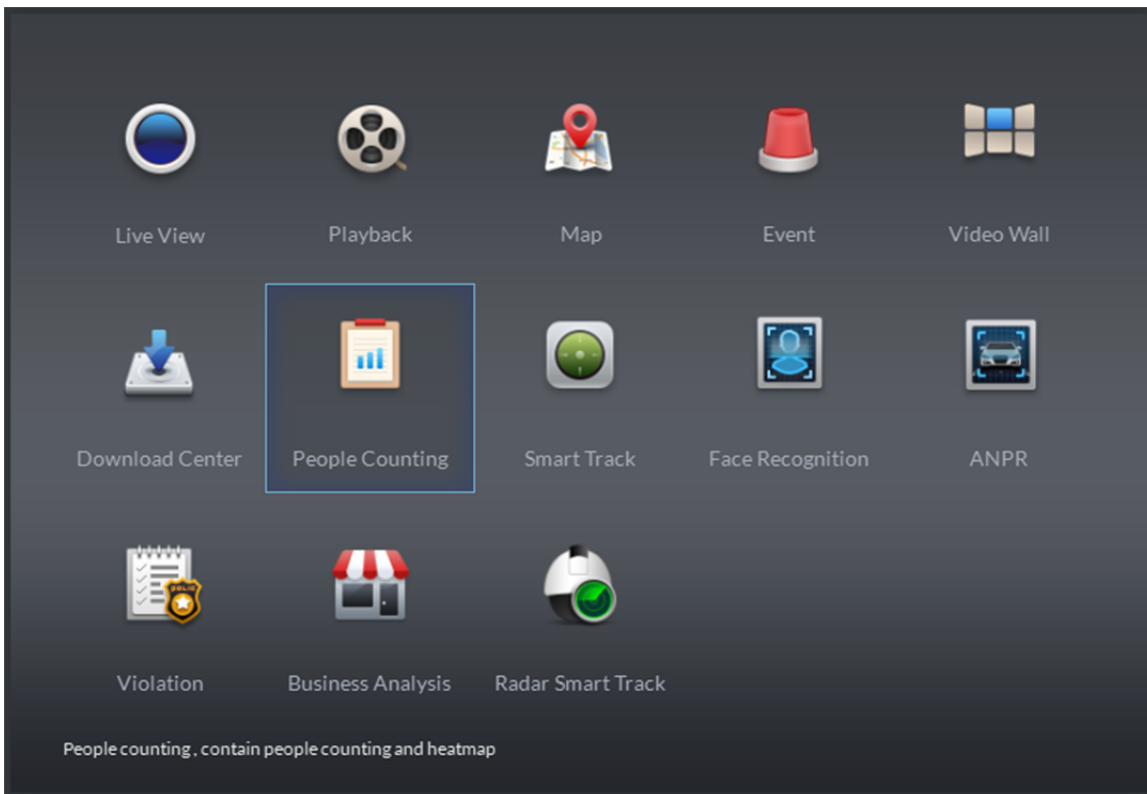 Live View
Playback
Map
Event
Video Wall
Download Center
People Counting
Smart Track
Face Recognition
ANPR
Violation
Business Analysis
Radar Smart Track
People counting , contain people counting and heatmap